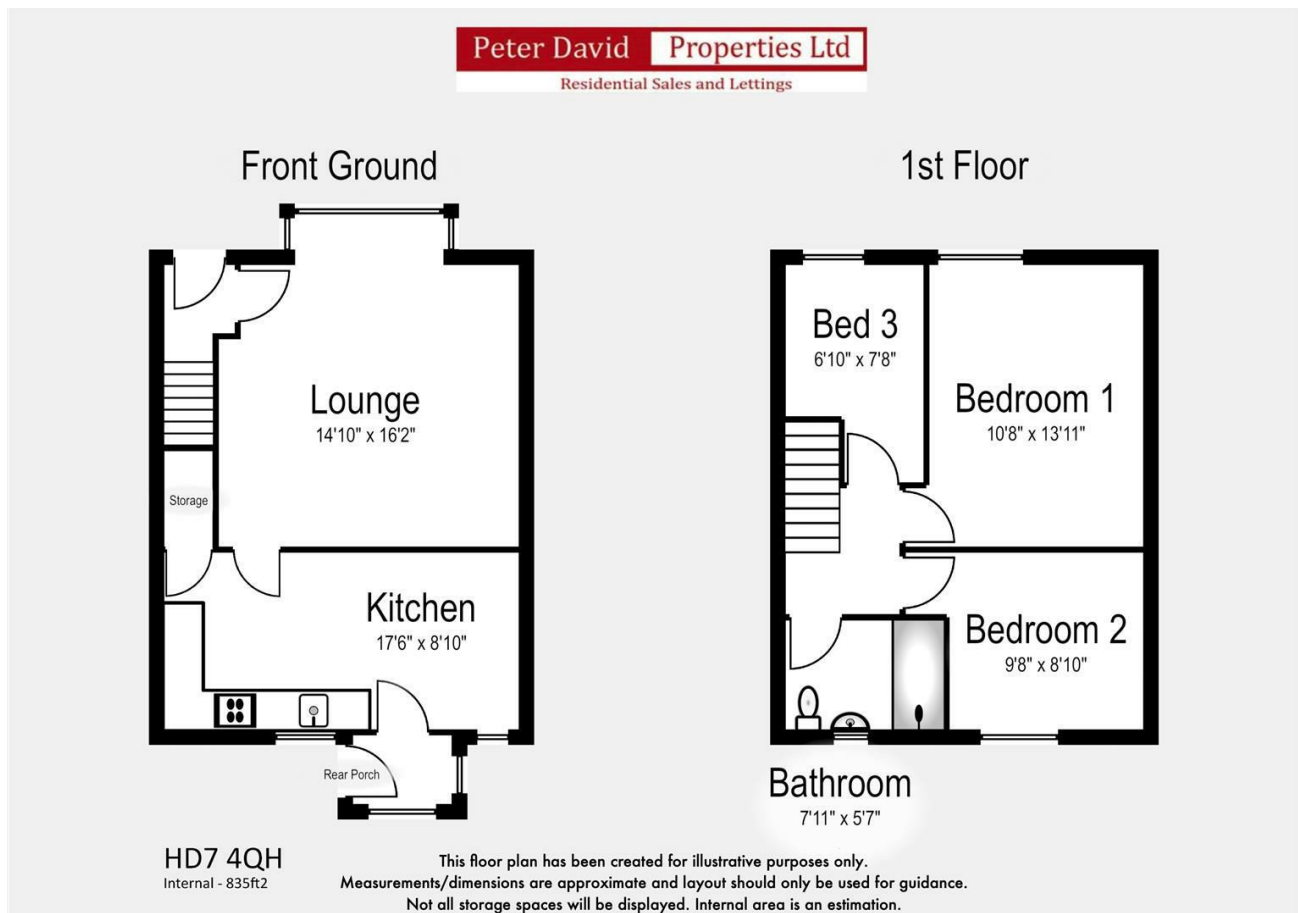 Peter David Properties Ltd
Residential Sales and Lettings
Front Ground
1st Floor
Lounge
14'10" x 16'2"
Storage
Kitchen
17'6" x 8'10"
Rear Porch
Bed 3
6'10" x 7'8"
Bedroom 1
10'8" x 13'11"
Bedroom 2
9'8" x 8'10"
Bathroom
7'11" x 5'7"
HD7 4QH
Internal - 835ft2
This floor plan has been created for illustrative purposes only.
Measurements/dimensions are approximate and layout should only be used for guidance.
Not all storage spaces will be displayed. Internal area is an estimation.